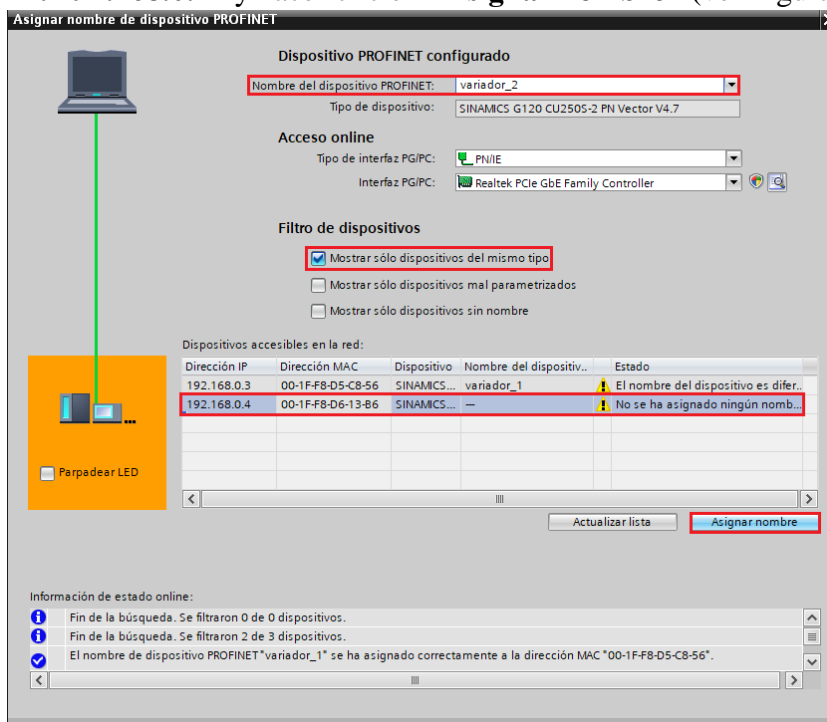 Asignar nombre de dispositivo PROFINET
Dispositivo PROFINET configurado
Nombre del dispositivo PROFINET: variador_2
Tipo de dispositivo: SINAMICS G120 CU250S-2 PN Vector V4.7
Acceso online
Tipo de interfaz PG/PC: PN/IE
Interfaz PG/PC: Realtek PCIe GbE Family Controller
Filtro de dispositivos
Mostrar sólo dispositivos del mismo tipo
Mostrar sólo dispositivos mal parametrizados
Mostrar sólo dispositivos sin nombre
Dispositivos accesibles en la red:
Dirección IP Dirección MAC Dispositivo Nombre del dispositiv.. Estado
192.168.0.3 00-1F-F8-D5-C8-56 SINAMICS... variador_1 El nombre del dispositivo es difer..
192.168.0.4 00-1F-F8-D6-13-B6 SINAMICS... — No se ha asignado ningún nomb...
Parpadear LED
Actualizar lista Asignar nombre
Información de estado online:
Fin de la búsqueda. Se filtraron 0 de 0 dispositivos.
Fin de la búsqueda. Se filtraron 2 de 3 dispositivos.
El nombre de dispositivo PROFINET "variador_1" se ha asignado correctamente a la dirección MAC "00-1F-F8-D5-C8-56".